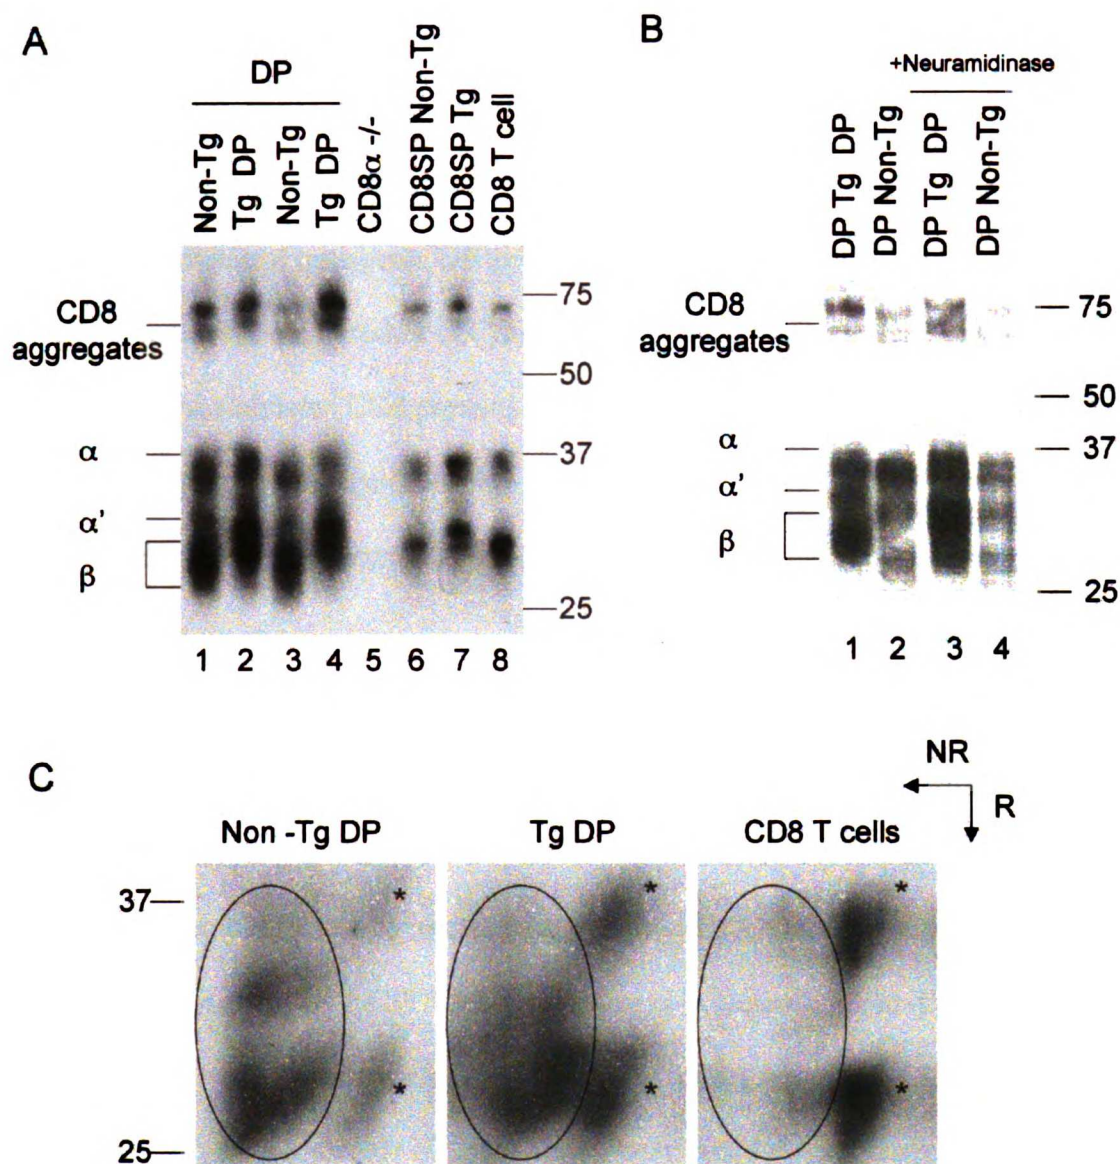 A
DP
Non-Tg
Tg DP
Non-Tg
Tg DP
CD8α -/-
CD8SP Non-Tg
CD8SP Tg
CD8 T cell
CD8
aggregates
α
α’
β
75
50
37
25
1 2 3 4 5 6 7 8
B
+Neuramidinase
DP Tg DP
DP Non-Tg
DP Tg DP
DP Non-Tg
CD8
aggregates
α
α’
β
75
50
37
25
1 2 3 4
C
NR
R
Non -Tg DP
Tg DP
CD8 T cells
37
25
* * *
* * *